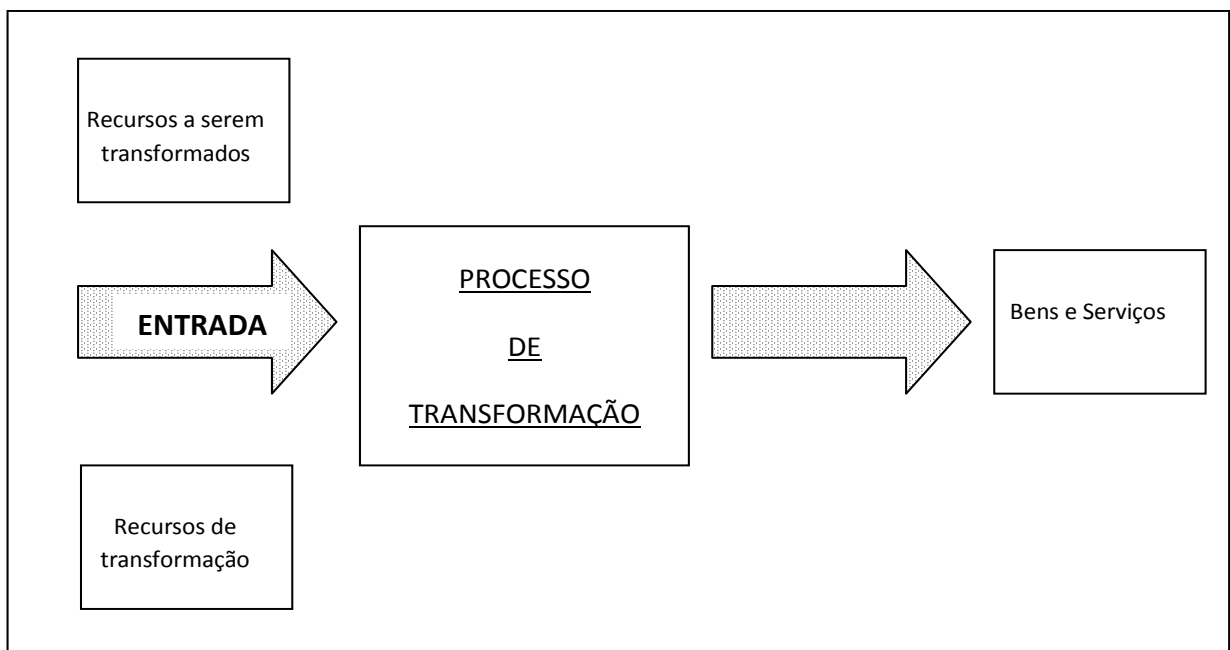 Recursos a serem
transformados
ENTRADA
PROCESSO
DE
TRANSFORMAÇÃO
Bens e Serviços
Recursos de
transformação